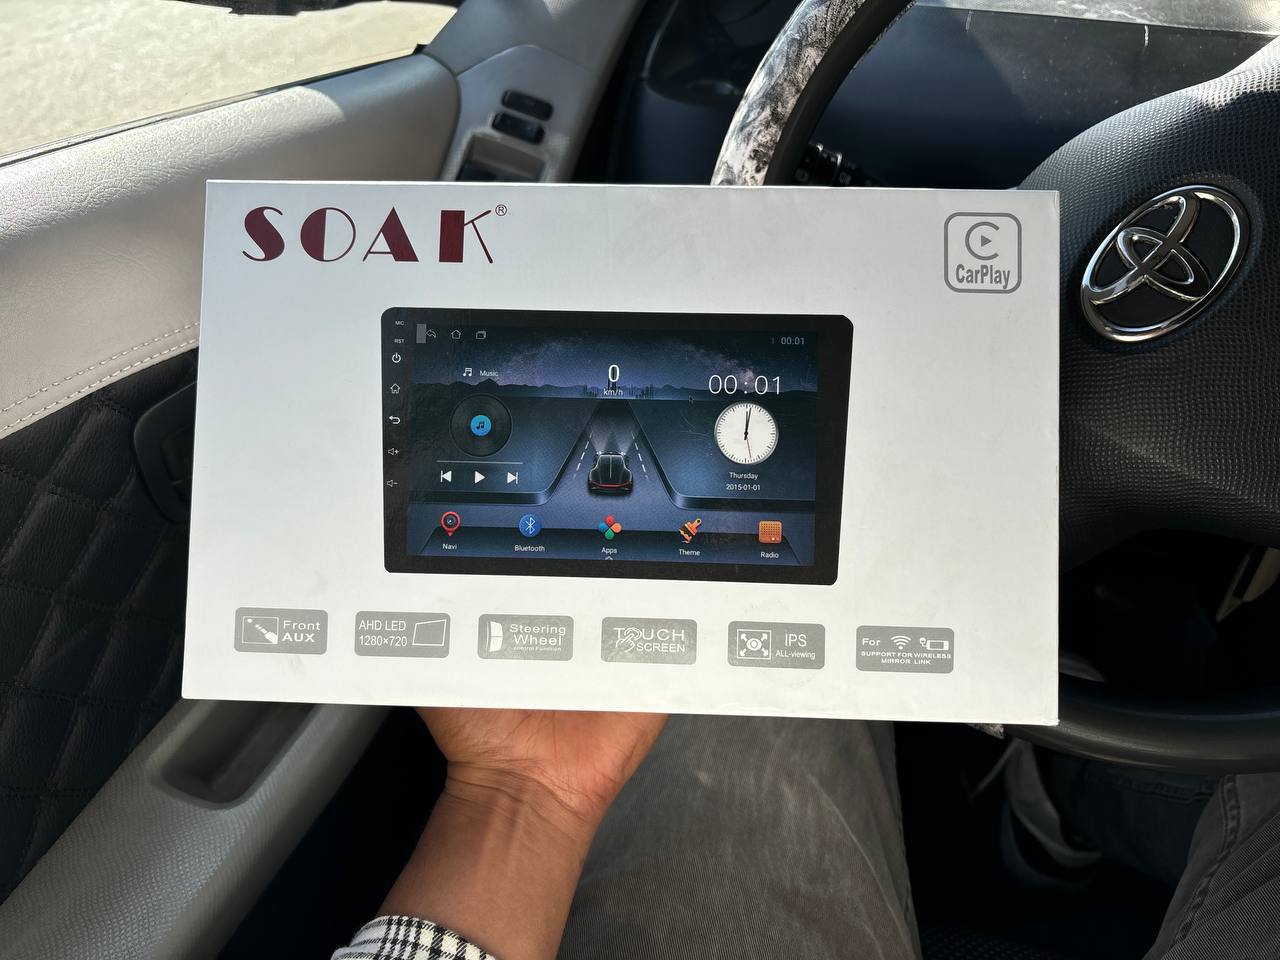 SOAK®
CarPlay
MIC
RST
00:01
Music
0
km/h
00:01
Thursday
2015-01-01
Navi
Bluetooth
Apps
Theme
Radio
Front
AUX
AHD LED
1280×720
Steering
Wheel
control Function
TOUCH
SCREEN
IPS
ALL-viewing
For
SUPPORT FOR WIRELESS
MIRROR LINK